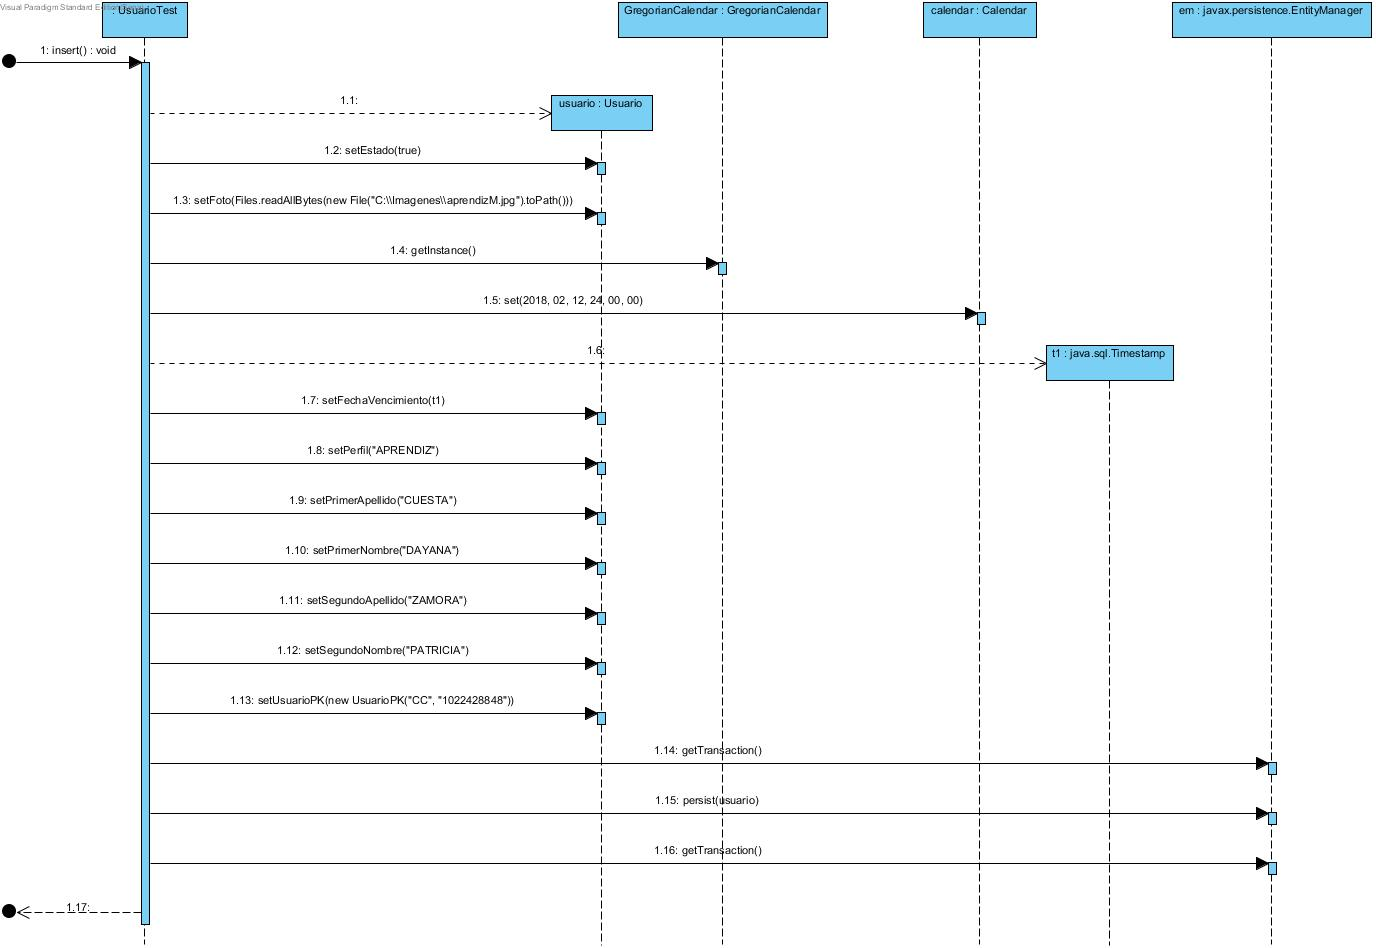 Visual Paradigm Standard Edition
: UsuarioTest
GregorianCalendar : GregorianCalendar
calendar : Calendar
em : javax.persistence.EntityManager
1: insert() : void
1.1:
usuario : Usuario
1.2: setEstado(true)
1.3: setFoto(Files.readAllBytes(new File("C:\\Imagenes\\aprendizM.jpg").toPath()))
1.4: getInstance()
1.5: set(2018, 02, 12, 24, 00, 00)
1.6:
t1 : java.sql.Timestamp
1.7: setFechaVencimiento(t1)
1.8: setPerfil("APRENDIZ")
1.9: setPrimerApellido("CUESTA")
1.10: setPrimerNombre("DAYANA")
1.11: setSegundoApellido("ZAMORA")
1.12: setSegundoNombre("PATRICIA")
1.13: setUsuarioPK(new UsuarioPK("CC", "1022428848"))
1.14: getTransaction()
1.15: persist(usuario)
1.16: getTransaction()
1.17: